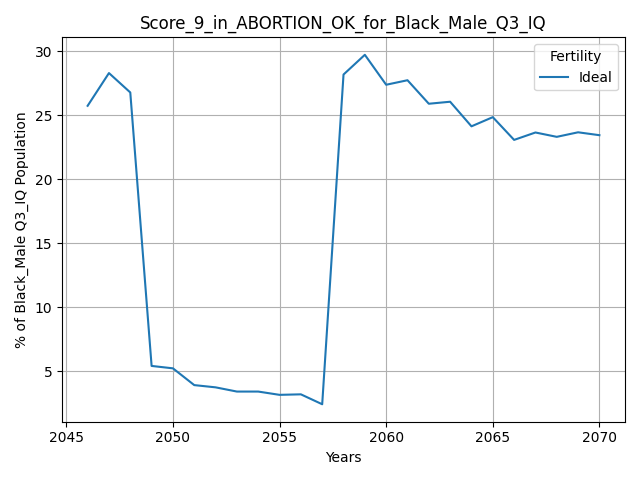 Score_9_in_ABORTION_OK_for_Black_Male_Q3_IQ
Fertility
Ideal
% of Black_Male Q3_IQ Population
30
25
20
15
10
5
2045 2050 2055 2060 2065 2070
Years